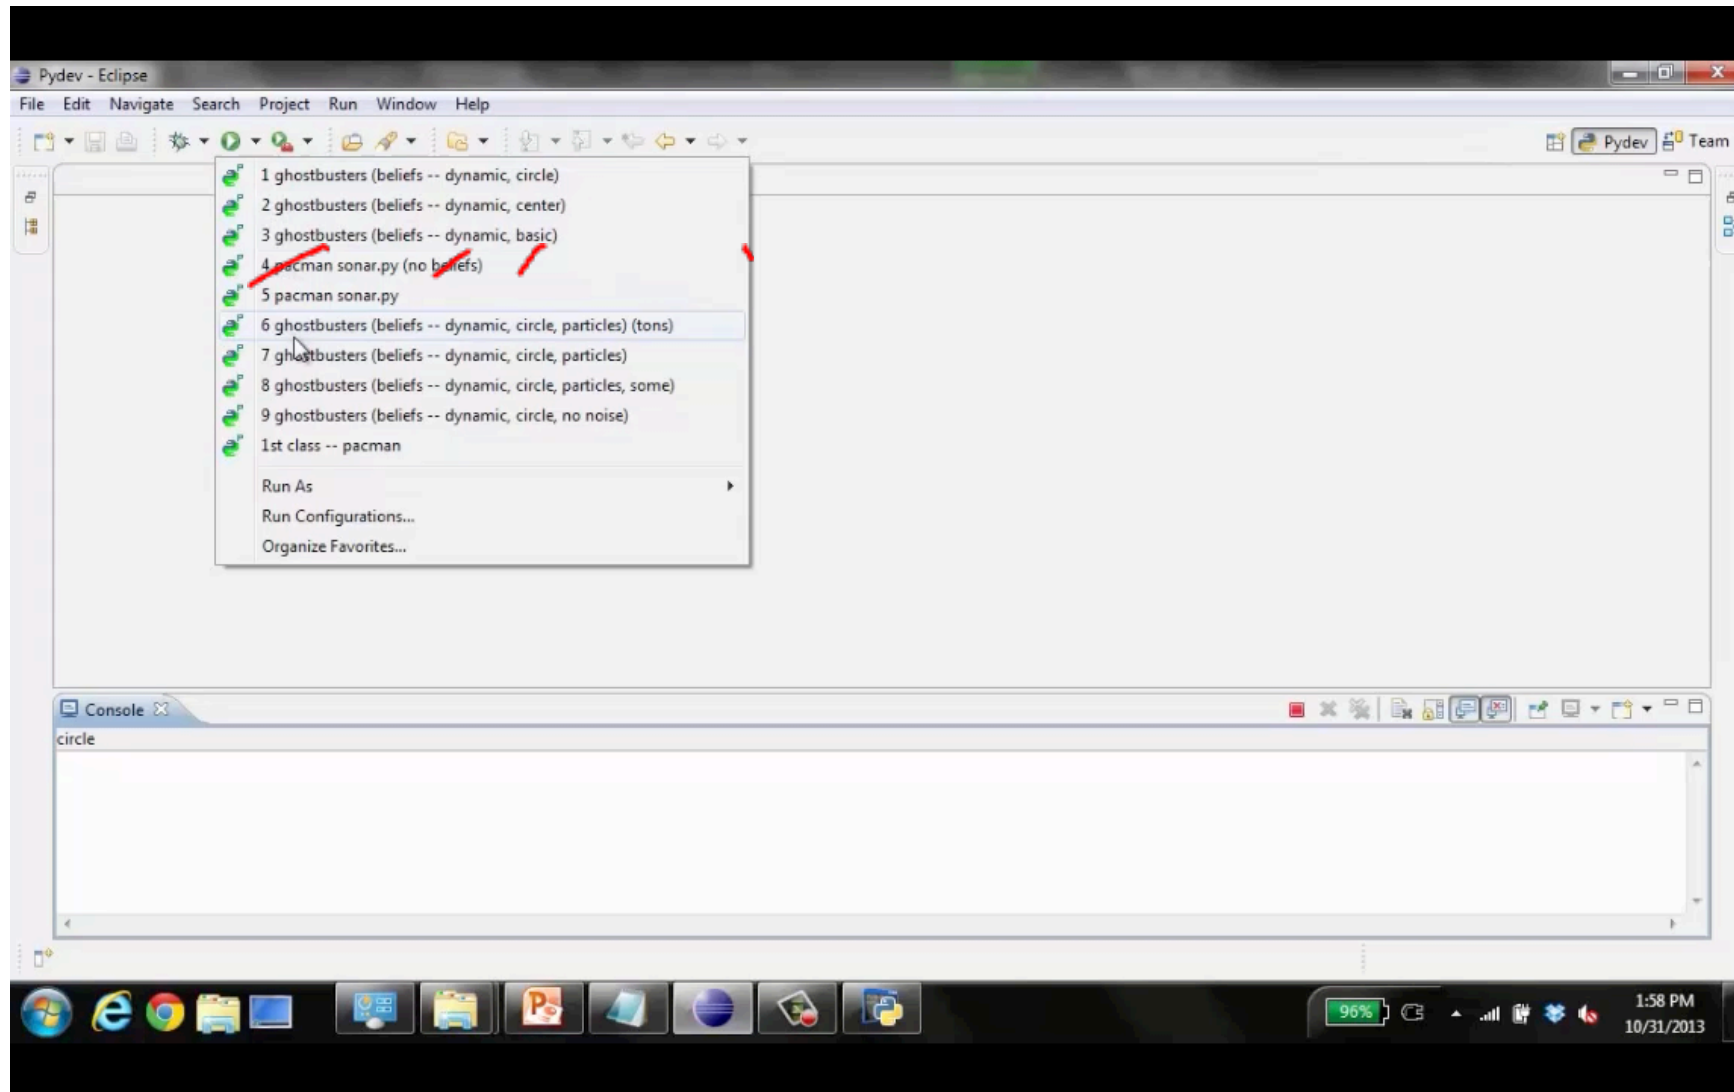 Pydev - Eclipse
File Edit Navigate Search Project Run Window Help
Pydev Team
1 ghostbusters (beliefs -- dynamic, circle)
2 ghostbusters (beliefs -- dynamic, center)
3 ghostbusters (beliefs -- dynamic, basic)
4 pacman sonar.py (no beliefs)
5 pacman sonar.py
6 ghostbusters (beliefs -- dynamic, circle, particles) (tons)
7 ghostbusters (beliefs -- dynamic, circle, particles)
8 ghostbusters (beliefs -- dynamic, circle, particles, some)
9 ghostbusters (beliefs -- dynamic, circle, no noise)
1st class -- pacman
Run As
Run Configurations...
Organize Favorites...
Console
circle
96%
1:58 PM
10/31/2013